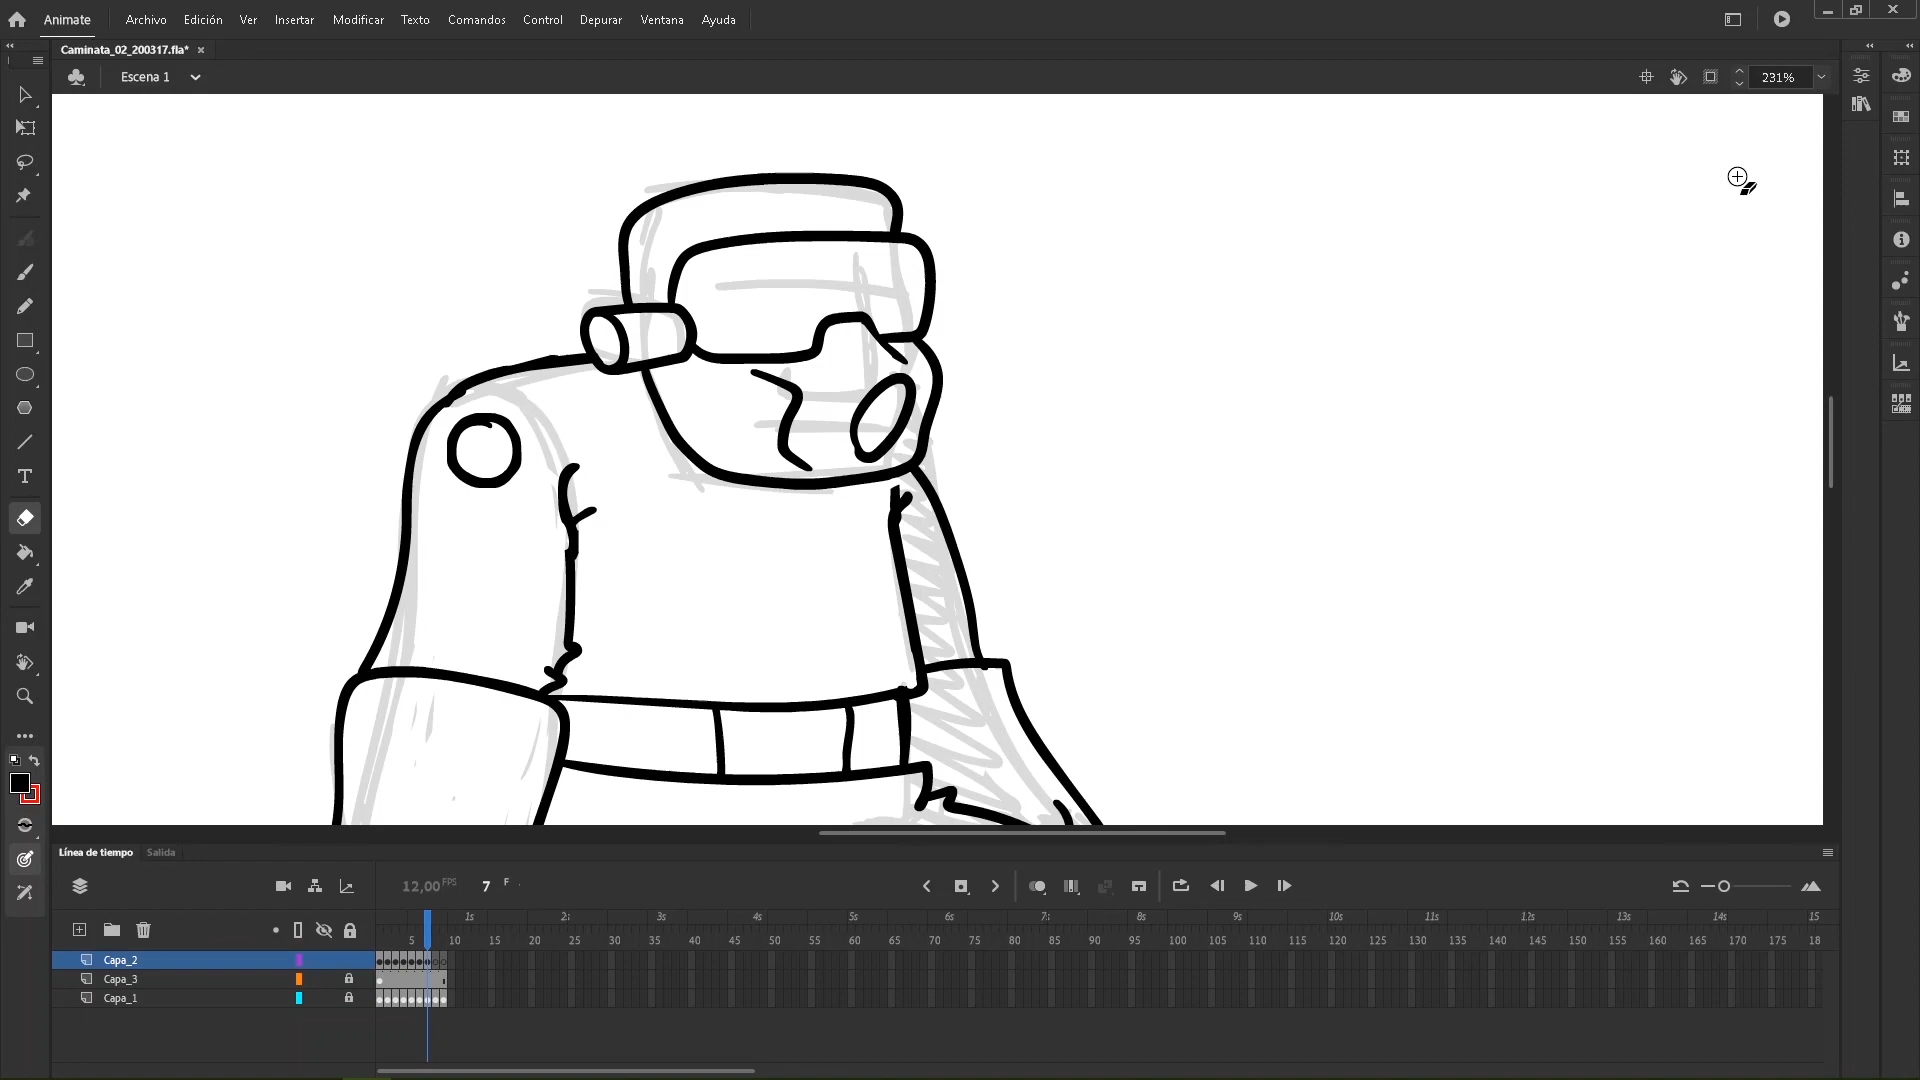 Animate
Archivo Edición Ver Insertar Modificar Texto Comandos Control Depurar Ventana Ayuda
Caminata_02_200317.fla*
Escena 1
231%
Línea de tiempo Salida
12,00 FPS 7 F
1s 2s 3s 4s 5s 6s 7s 8s 9s 10s 11s 12s 13s 14s 15
5 10 15 20 25 30 35 40 45 50 55 60 65 70 75 80 85 90 95 100 105 110 115 120 125 130 135 140 145 150 155 160 165 170 175 18
Capa_2
Capa_3
Capa_1